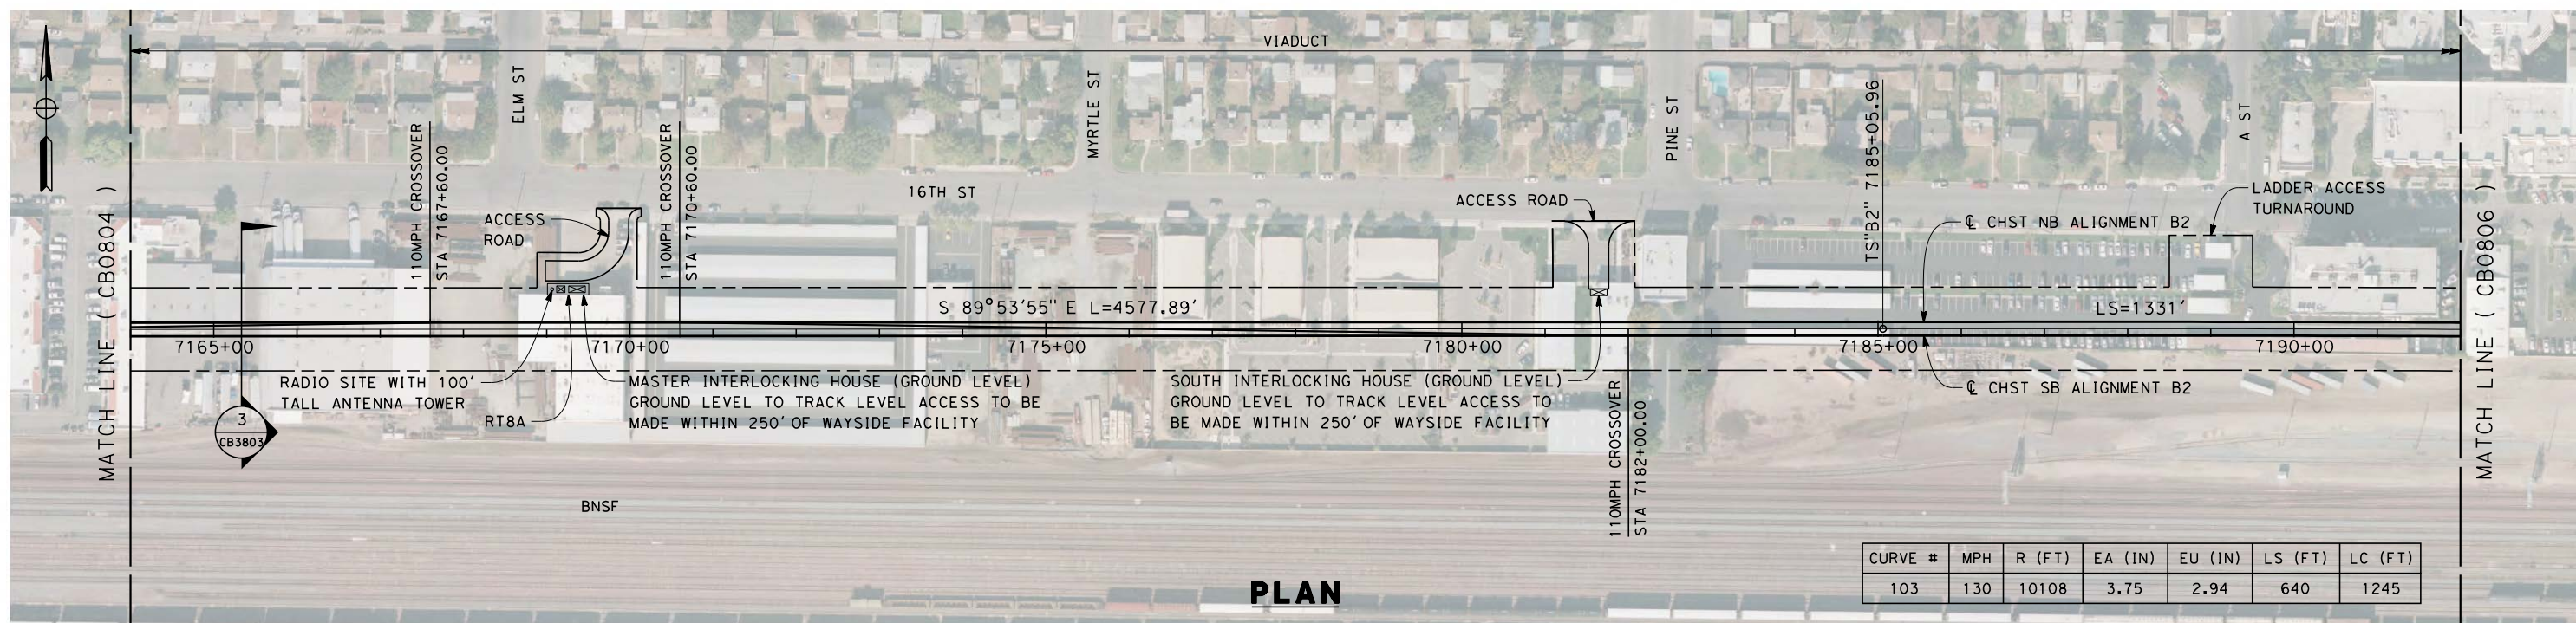 VIADUCT
MATCH LINE ( CB0804 )
110MPH CROSSOVER
STA 7167+60.00
ELM ST
110MPH CROSSOVER
STA 7170+60.00
ACCESS
ROAD
16TH ST
MYRTLE ST
ACCESS ROAD
PINE ST
TS"B2" 7185+05.96
A ST
LADDER ACCESS
TURNAROUND
℄ CHST NB ALIGNMENT B2
MATCH LINE ( CB0806 )
S 89°53'55" E L=4577.89'
LS=1331'
7165+00
7170+00
7175+00
7180+00
7185+00
7190+00
RADIO SITE WITH 100'
TALL ANTENNA TOWER
RT8A
MASTER INTERLOCKING HOUSE (GROUND LEVEL)
GROUND LEVEL TO TRACK LEVEL ACCESS TO BE
MADE WITHIN 250' OF WAYSIDE FACILITY
SOUTH INTERLOCKING HOUSE (GROUND LEVEL)
GROUND LEVEL TO TRACK LEVEL ACCESS TO
BE MADE WITHIN 250' OF WAYSIDE FACILITY
110MPH CROSSOVER
STA 7182+00.00
℄ CHST SB ALIGNMENT B2
3
CB3803
BNSF
PLAN
CURVE # MPH R (FT) EA (IN) EU (IN) LS (FT) LC (FT)
103 130 10108 3.75 2.94 640 1245